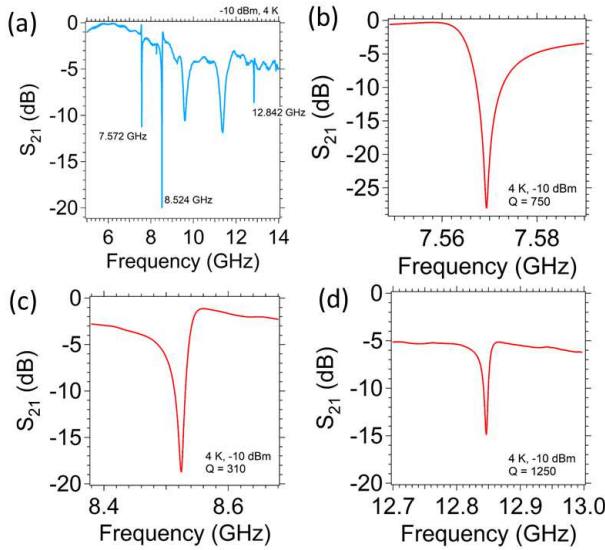 (a)
-10 dBm, 4 K
0
-5
-10
-15
-20
S21 (dB)
7.572 GHz
8.524 GHz
12.842 GHz
6 8 10 12 14
Frequency (GHz)
(b)
0
-5
-10
-15
-20
-25
S21 (dB)
4 K, -10 dBm
Q = 750
7.56 7.58
Frequency (GHz)
(c)
0
-5
-10
-15
-20
S21 (dB)
4 K, -10 dBm
Q = 310
8.4 8.6
Frequency (GHz)
(d)
0
-5
-10
-15
-20
S21 (dB)
4 K, -10 dBm
Q = 1250
12.7 12.8 12.9 13.0
Frequency (GHz)